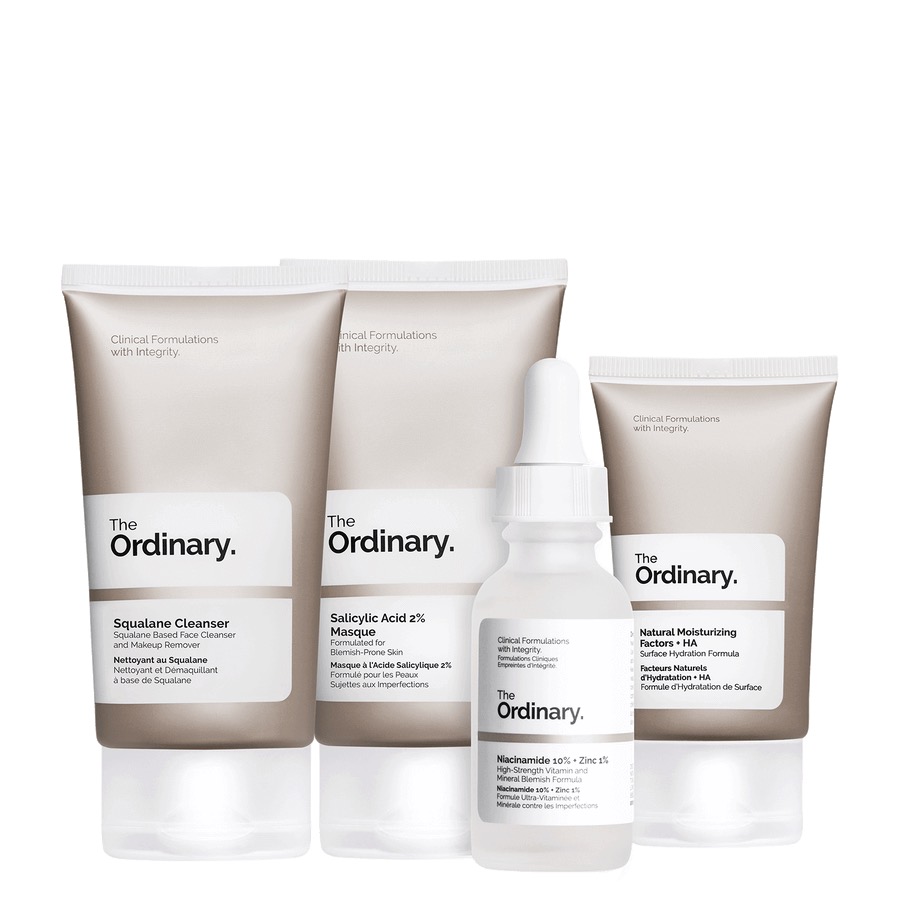 Clinical Formulations
with Integrity.
The
Ordinary.
Squalane Cleanser
Squalane Based Face Cleanser
and Makeup Remover
Nettoyant au Squalane
Nettoyant et Démaquillant
à base de Squalane
inical Formulations
ith Integrity.
The
Ordinary.
Salicylic Acid 2%
Masque
Formulated for
Blemish-Prone Skin
Masque à l'Acide Salicylique 2%
Formulé pour les Peaux
Sujettes aux Imperfections
Clinical Formulations
with Integrity.
Formulations Cliniques
Empreintes d'Intégrité.
The
Ordinary.
Niacinamide 10% + Zinc 1%
High-Strength Vitamin and
Mineral Blemish Formula
Niacinamide 10% + Zinc 1%
Formule Ultra-Vitaminée et
Minérale contre les Imperfections
Clinical Formulations
with Integrity.
The
Ordinary.
Natural Moisturizing
Factors + HA
Surface Hydration Formula
Facteurs Naturels
d'Hydratation + HA
Formule d'Hydratation de Surface